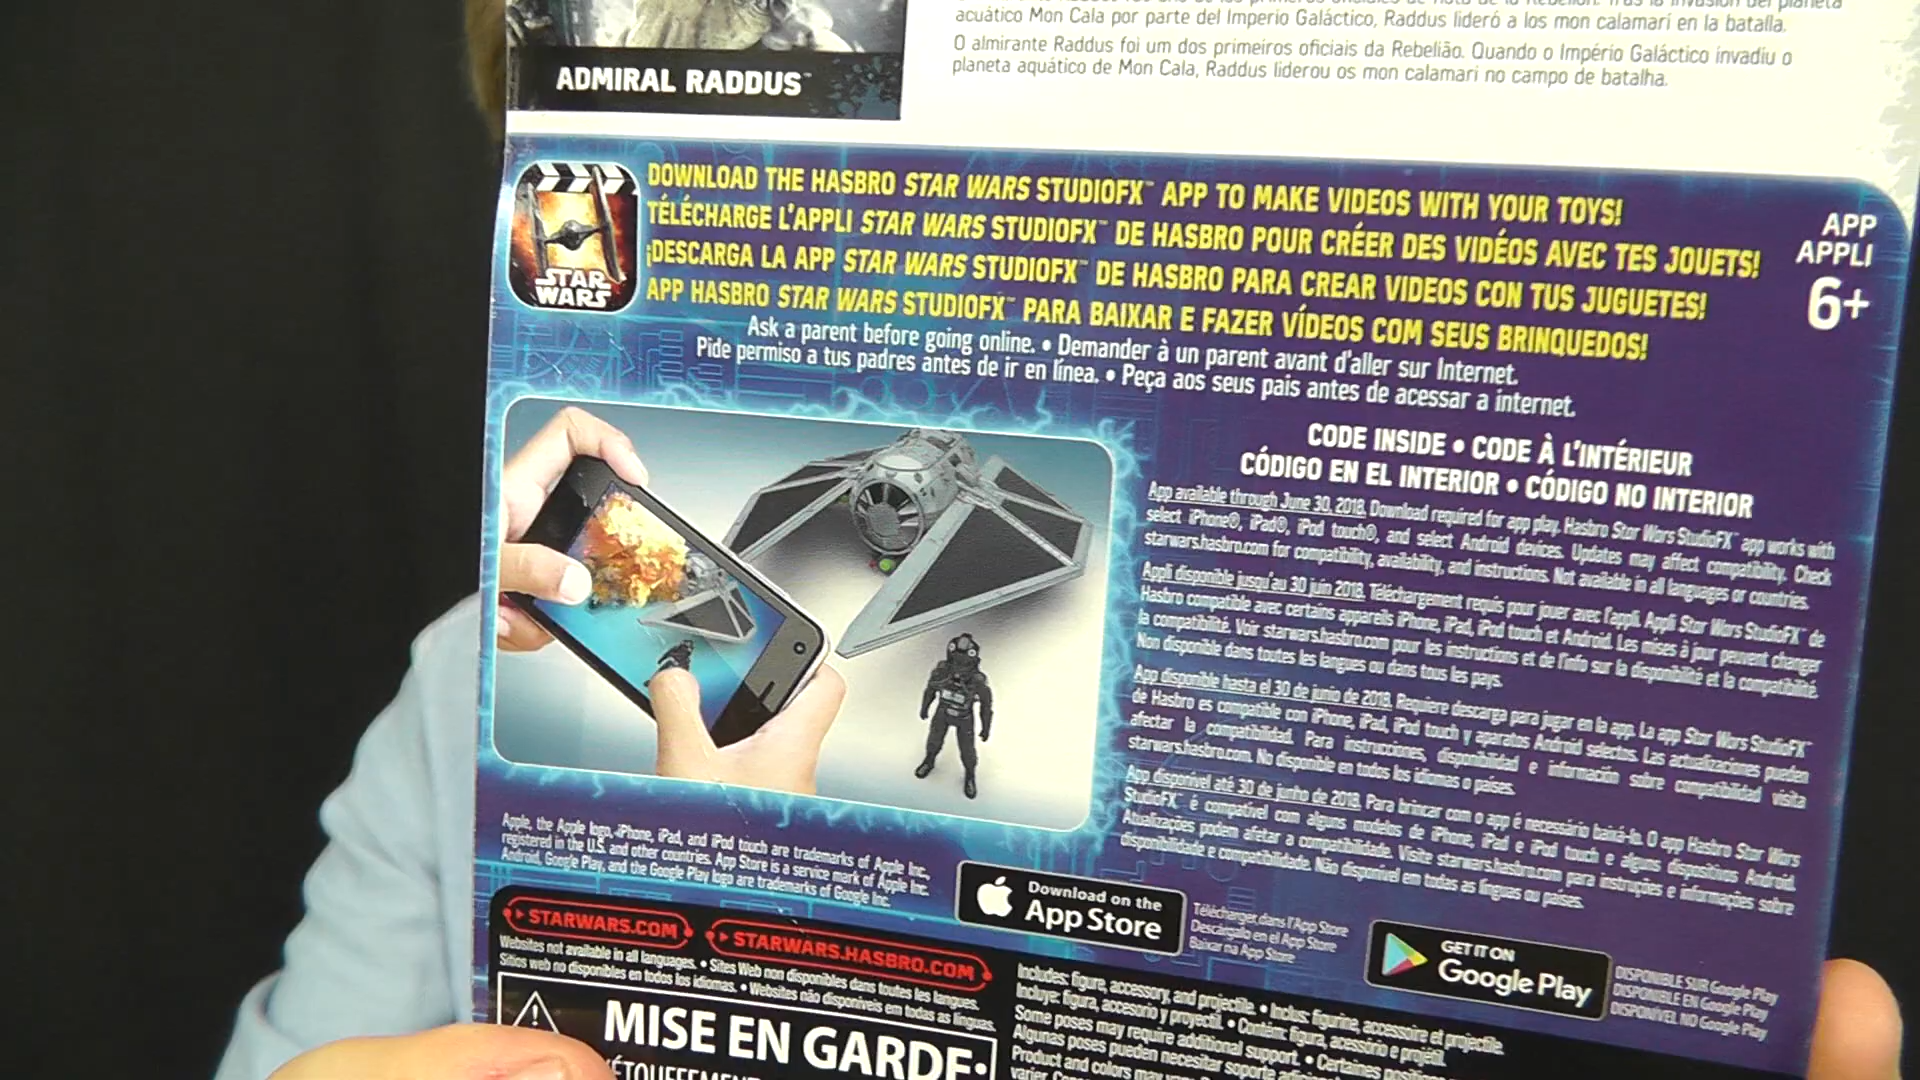 acuático Mon Cala por parte del Imperio Galáctico, Raddus lideró a los mon calamari en la batalla.
O almirante Raddus foi um dos primeiros oficiais da Rebelião. Quando o Império Galáctico invadiu o
planeta aquático de Mon Cala, Raddus liderou os mon calamari no campo de batalha.
ADMIRAL RADDUS™
DOWNLOAD THE HASBRO STAR WARS STUDIOFX™ APP TO MAKE VIDEOS WITH YOUR TOYS!
TÉLÉCHARGE L'APPLI STAR WARS STUDIOFX™ DE HASBRO POUR CRÉER DES VIDÉOS AVEC TES JOUETS!
¡DESCARGA LA APP STAR WARS STUDIOFX™ DE HASBRO PARA CREAR VIDEOS CON TUS JUGUETES!
APP HASBRO STAR WARS STUDIOFX™ PARA BAIXAR E FAZER VÍDEOS COM SEUS BRINQUEDOS!
STAR
WARS
APP
APPLI
6+
Ask a parent before going online. • Demander à un parent avant d'aller sur Internet.
Pide permiso a tus padres antes de ir en línea. • Peça aos seus pais antes de acessar a internet.
CODE INSIDE • CODE À L'INTÉRIEUR
CÓDIGO EN EL INTERIOR • CÓDIGO NO INTERIOR
App available through June 30, 2018. Download required for app play. Hasbro Star Wars StudioFX™ app works with
select iPhone®, iPad®, iPod touch®, and select Android devices. Updates may affect compatibility. Check
starwars.hasbro.com for compatibility, availability, and instructions. Not available in all languages or countries.
Appli disponible jusqu'au 30 juin 2018. Téléchargement requis pour jouer avec l'appli. Appli Star Wars StudioFX™ de
Hasbro compatible avec certains appareils iPhone, iPad, iPod touch et Android. Les mises à jour peuvent changer
la compatibilité. Voir starwars.hasbro.com pour les instructions et de l'info sur la disponibilité et la compatibilité.
Non disponible dans toutes les langues ou dans tous les pays.
App disponible hasta el 30 de junio de 2018. Requiere descarga para jugar en la app. La app Star Wars StudioFX™
de Hasbro es compatible con iPhone, iPad, iPod touch y aparatos Android selectos. Las actualizaciones pueden
afectar la compatibilidad. Para instrucciones, disponibilidad e información sobre compatibilidad visita
starwars.hasbro.com. No disponible en todos los idiomas o países.
App disponível até 30 de junho de 2018. Para brincar com o app é necessário baixá-lo. O app Hasbro Star Wars
StudioFX™ é compatível com alguns modelos de iPhone, iPad e iPod touch e alguns dispositivos Android.
Atualizações podem afetar a compatibilidade. Visite starwars.hasbro.com para instruções e informações sobre
disponibilidade e compatibilidade. Não disponível em todas as línguas ou países.
Apple, the Apple logo, iPhone, iPad, and iPod touch are trademarks of Apple Inc.,
registered in the U.S. and other countries. App Store is a service mark of Apple Inc.
Android, Google Play, and the Google Play logo are trademarks of Google Inc.
Download on the
App Store
Télécharger dans l'App Store
Descárgalo en el App Store
Baixar na App Store
GET IT ON
Google Play
DISPONIBLE SUR Google Play
DISPONIBLE EN Google Play
DISPONÍVEL NO Google Play
STARWARS.COM
STARWARS.HASBRO.COM
Websites not available in all languages. • Sites Web non disponibles dans toutes les langues.
Sitios web no disponibles en todos los idiomas. • Websites não disponíveis em todas as línguas.
MISE EN GARDE:
Includes: figure, accessory, and projectile. • Inclus: figurine, accessoire et projectile.
Incluye: figura, accesorio y proyectil. • Contém: figura, acessório e projétil.
Some poses may require additional support. • Certaines
Algunas poses pueden necesitar soporte
Product and colors may